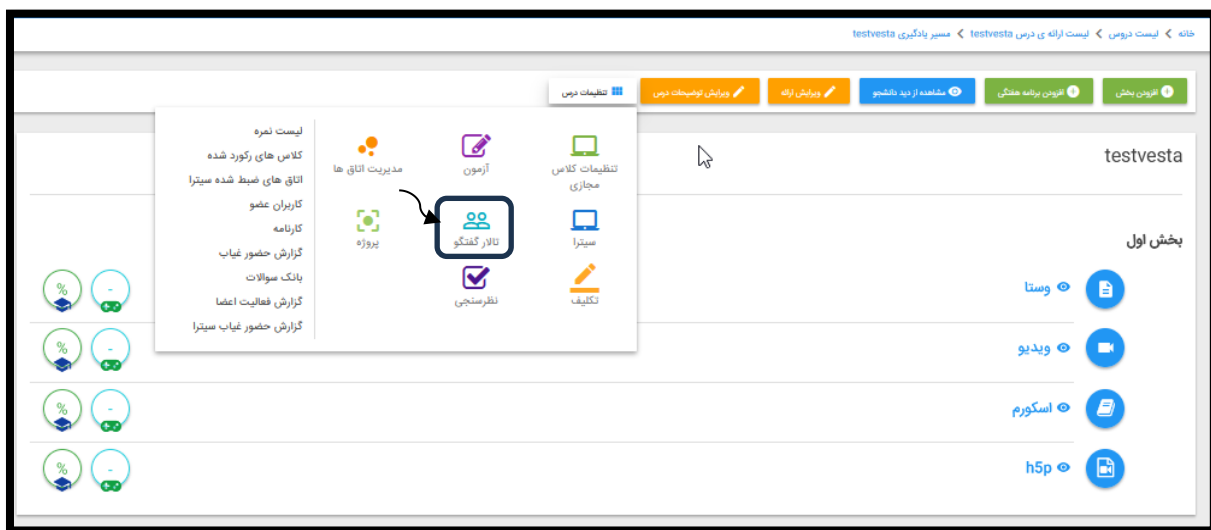 خانه ❯ لیست دروس ❯ لیست ارائه ی درس testvesta ❯ مسیر یادگیری testvesta
افزودن بخش
افزودن برنامه هفتگی
مشاهده از دید دانشجو
ویرایش ارائه
ویرایش توضیحات درس
تنظیمات درس
تنظیمات کلاس مجازی
آزمون
مدیریت اتاق ها
سیترا
تالار گفتگو
پروژه
تکلیف
نظرسنجی
لیست نمره
کلاس های رکورد شده
اتاق های ضبط شده سیترا
کاربران عضو
کارنامه
گزارش حضور غیاب
بانک سوالات
گزارش فعالیت اعضا
گزارش حضور غیاب سیترا
testvesta
بخش اول
وستا
- %
ویدیو
- %
اسکورم
- %
h5p
- %